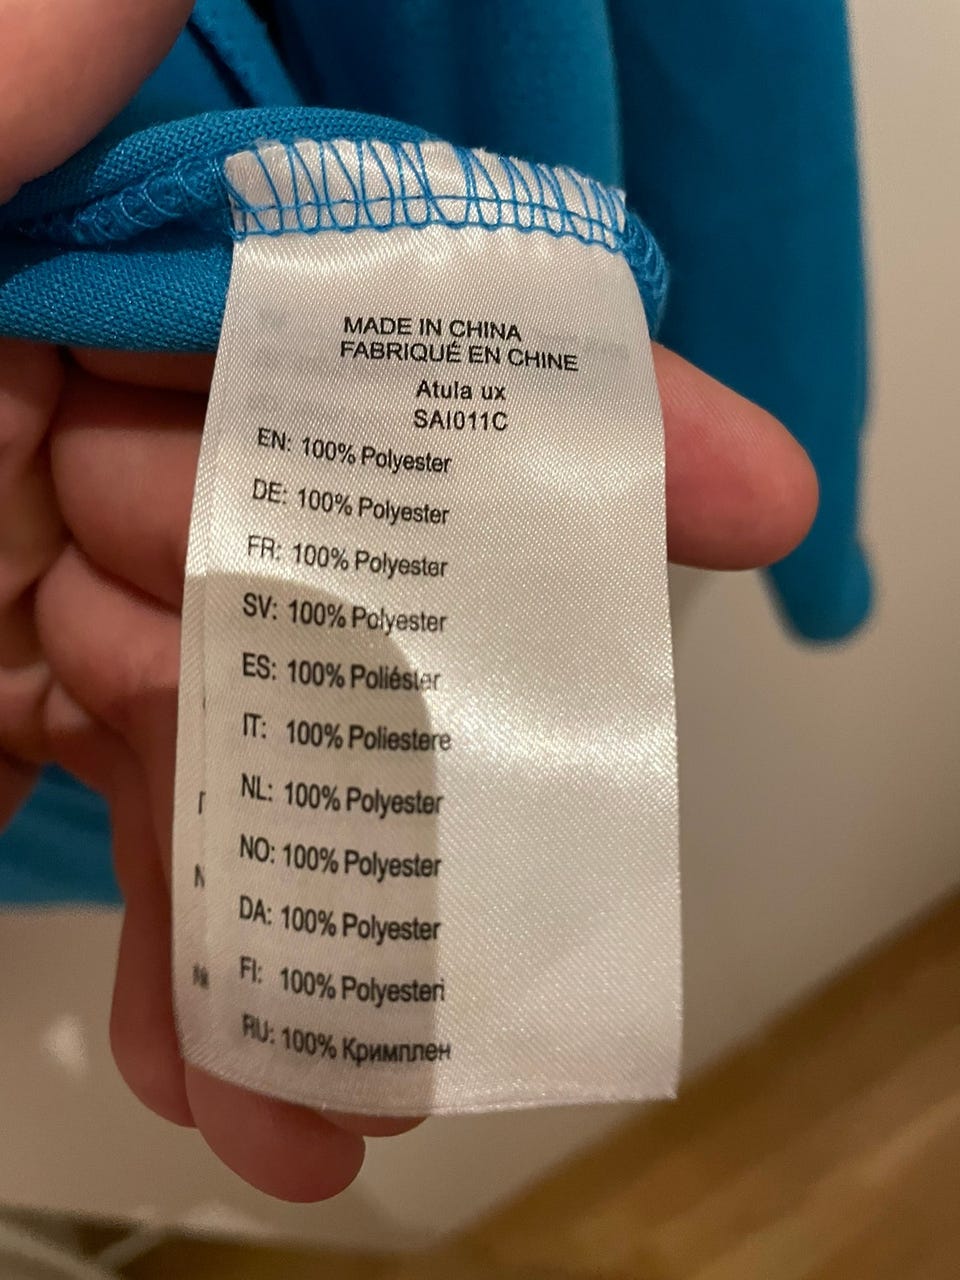 MADE IN CHINA
FABRIQUÉ EN CHINE
Atula ux
SAI011C
EN: 100% Polyester
DE: 100% Polyester
FR: 100% Polyester
SV: 100% Polyester
ES: 100% Poliéster
IT: 100% Poliestere
NL: 100% Polyester
NO: 100% Polyester
DA: 100% Polyester
FI: 100% Polyesteri
RU: 100% Кримплен